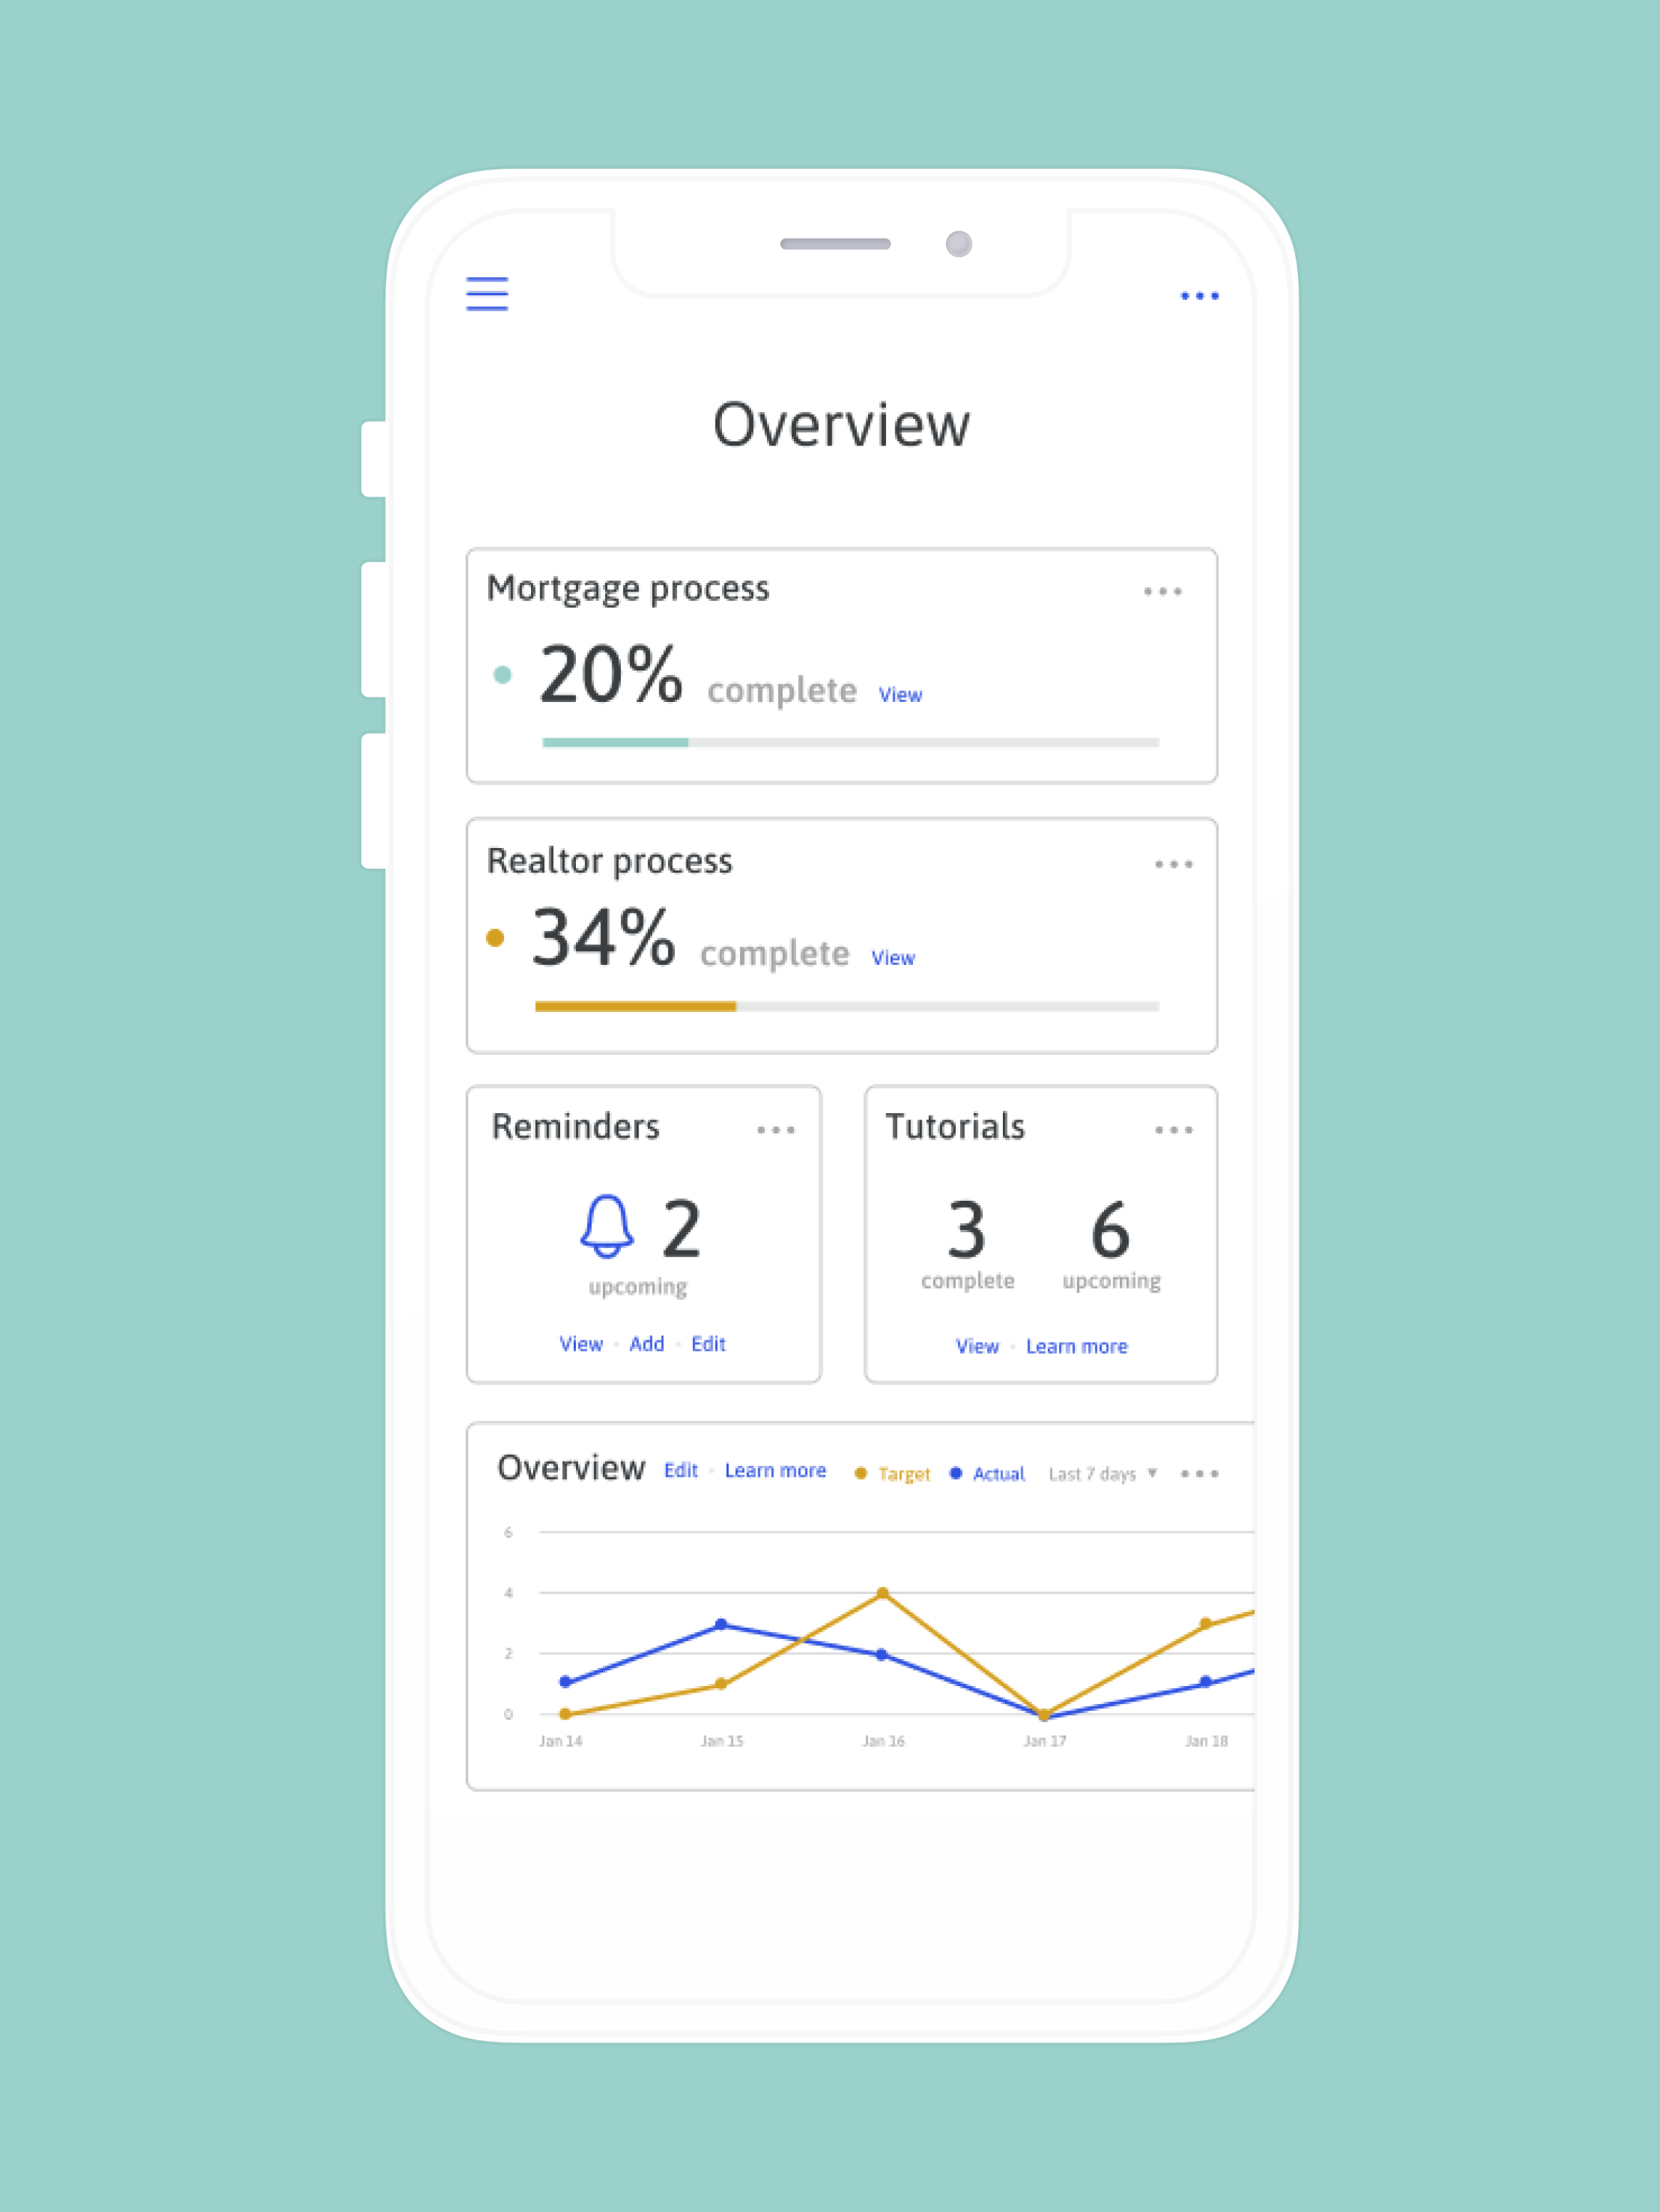 Overview
Mortgage process
20% complete View
Realtor process
34% complete View
Reminders
2
upcoming
View · Add · Edit
Tutorials
3 6
complete upcoming
View · Learn more
Overview Edit · Learn more Target Actual Last 7 days
6
4
2
0
Jan 14 Jan 15 Jan 16 Jan 17 Jan 18